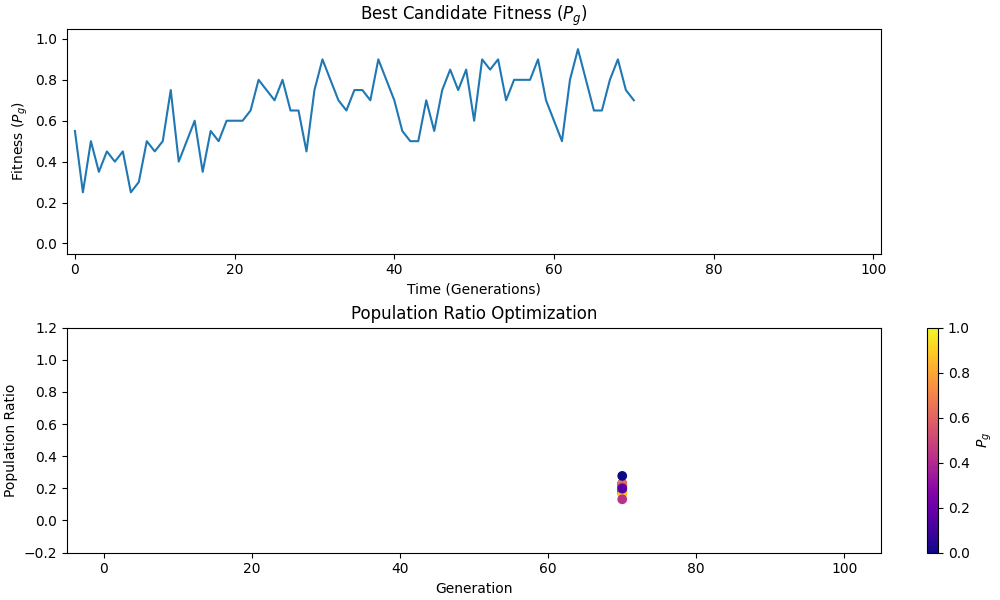 Best Candidate Fitness (P_g)
1.0
0.8
0.6
0.4
0.2
0.0
Fitness (P_g)
0 20 40 60 80 100
Time (Generations)
Population Ratio Optimization
1.2
1.0
0.8
0.6
0.4
0.2
0.0
−0.2
Population Ratio
0 20 40 60 80 100
Generation
1.0
0.8
0.6
0.4
0.2
0.0
P_g